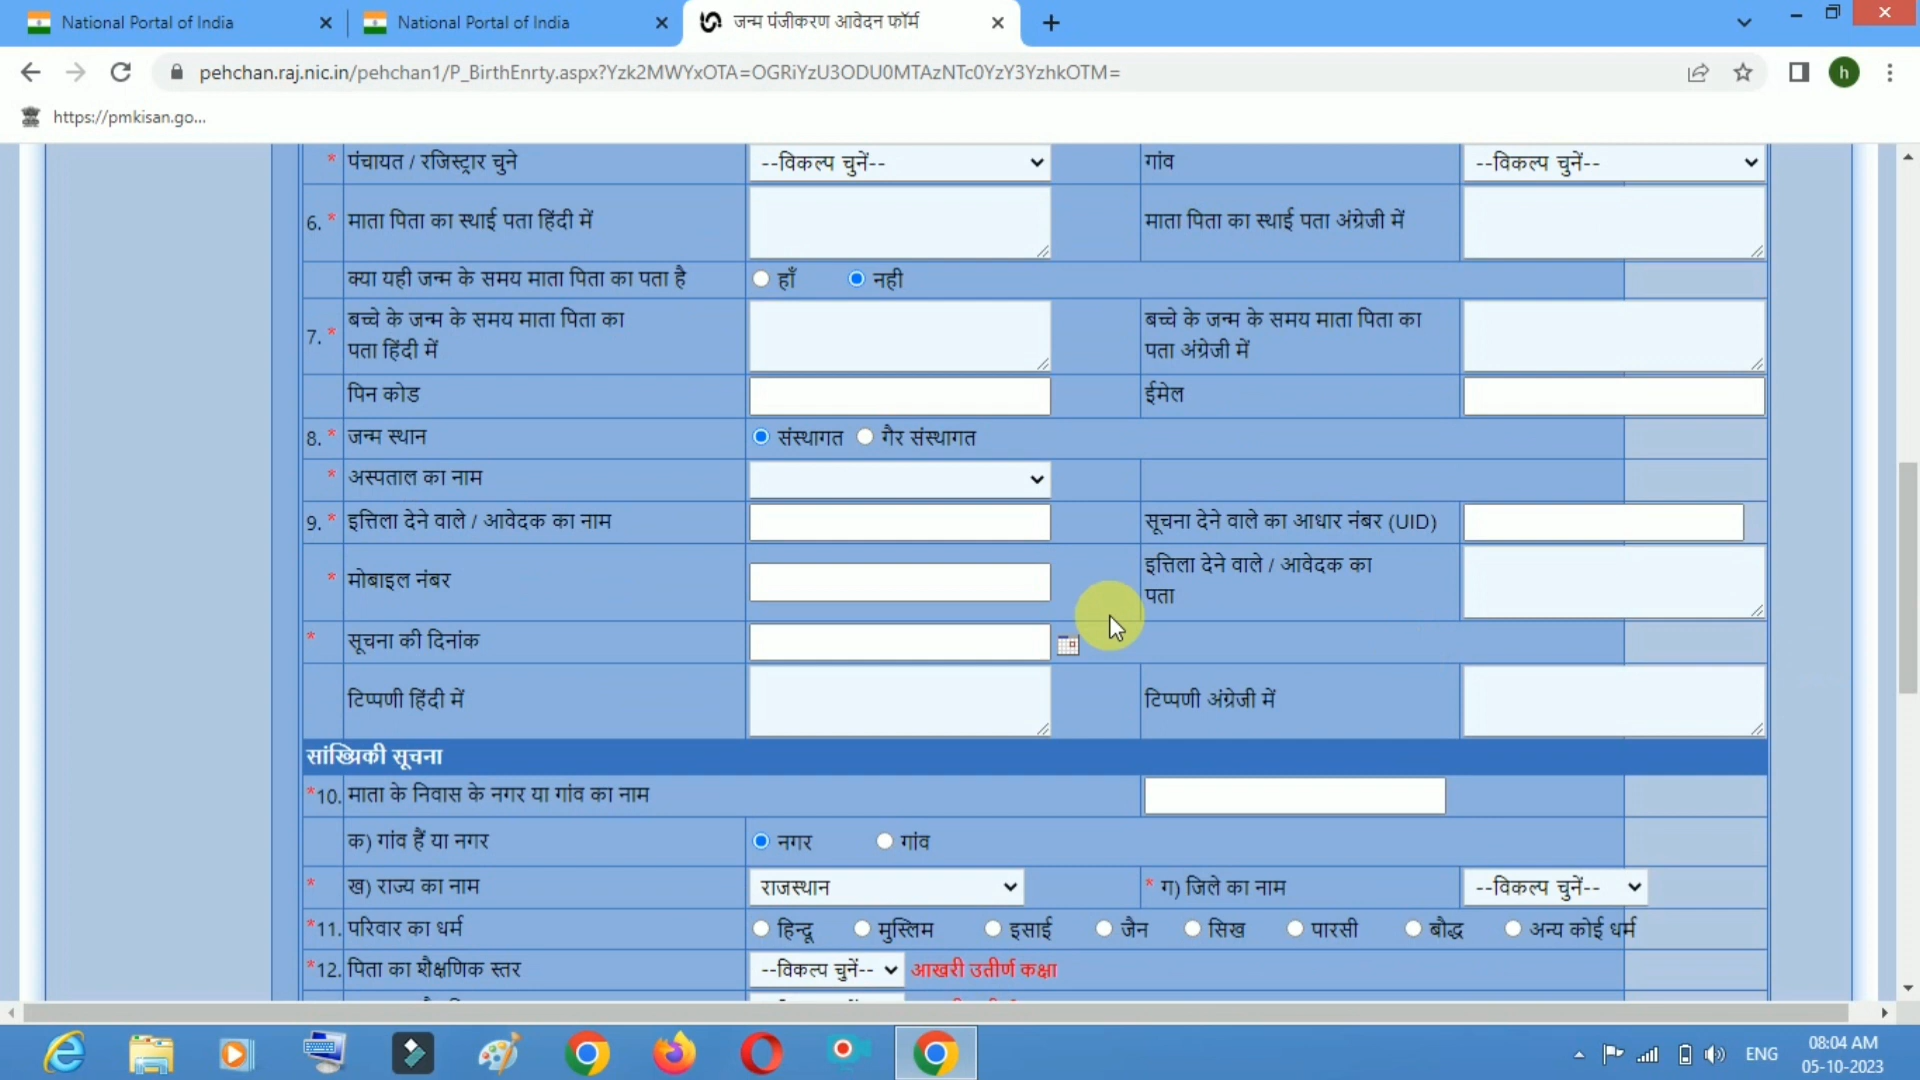 National Portal of India
National Portal of India
जन्म पंजीकरण आवेदन फॉर्म
pehchan.raj.nic.in/pehchan1/P_BirthEnrty.aspx?Yzk2MWYxOTA=OGRiYzU3ODU0MTAzNTc0YzY3YzhkOTM=
h
https://pmkisan.go...
* पंचायत / रजिस्ट्रार चुने --विकल्प चुनें-- गांव --विकल्प चुनें--
6. * माता पिता का स्थाई पता हिंदी में माता पिता का स्थाई पता अंग्रेजी में
क्या यही जन्म के समय माता पिता का पता है हाँ नही
7. * बच्चे के जन्म के समय माता पिता का
पता हिंदी में
बच्चे के जन्म के समय माता पिता का
पता अंग्रेजी में
पिन कोड ईमेल
8. * जन्म स्थान संस्थागत गैर संस्थागत
* अस्पताल का नाम
9. * इत्तिला देने वाले / आवेदक का नाम सूचना देने वाले का आधार नंबर (UID)
* मोबाइल नंबर
इत्तिला देने वाले / आवेदक का
पता
* सूचना की दिनांक
टिप्पणी हिंदी में टिप्पणी अंग्रेजी में
सांख्यिकी सूचना
*10. माता के निवास के नगर या गांव का नाम
क) गांव हैं या नगर नगर गांव
* ख) राज्य का नाम राजस्थान * ग) जिले का नाम --विकल्प चुनें--
*11. परिवार का धर्म हिन्दू मुस्लिम इसाई जैन सिख पारसी बौद्ध अन्य कोई धर्म
*12. पिता का शैक्षणिक स्तर --विकल्प चुनें-- आखरी उतीर्ण कक्षा
ENG
08:04 AM
05-10-2023